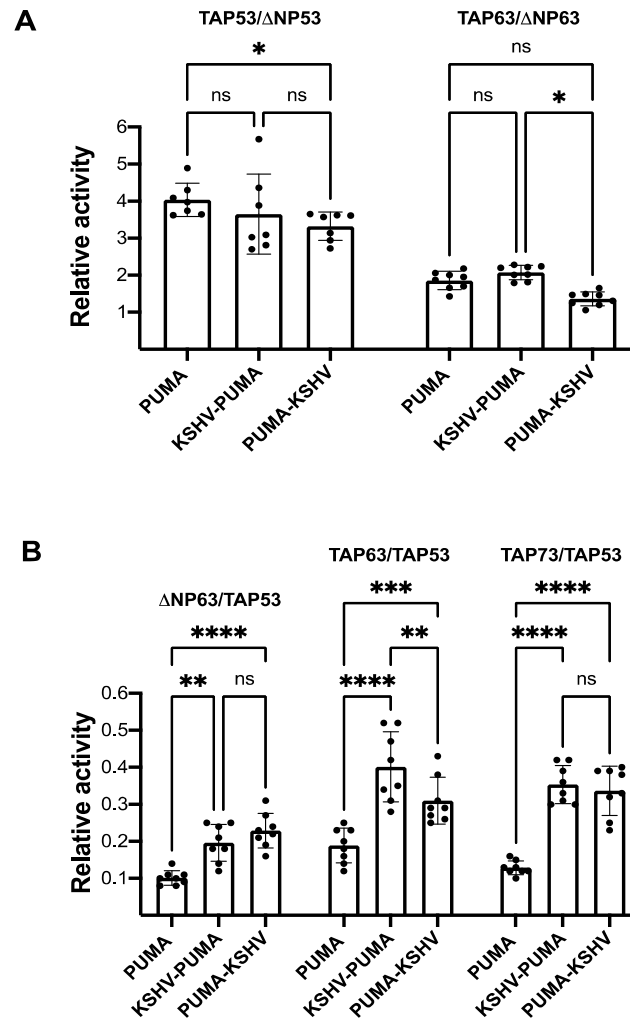 A
TAP53/ΔNP53 TAP63/ΔNP63
* ns
ns ns ns *
Relative activity
6
5
4
3
2
1
PUMA KSHV-PUMA PUMA-KSHV PUMA KSHV-PUMA PUMA-KSHV
B
TAP63/TAP53 TAP73/TAP53
ΔNP63/TAP53
*** ****
**** ** ****
** ns **** ns
Relative activity
0.6
0.5
0.4
0.3
0.2
0.1
PUMA KSHV-PUMA PUMA-KSHV PUMA KSHV-PUMA PUMA-KSHV PUMA KSHV-PUMA PUMA-KSHV